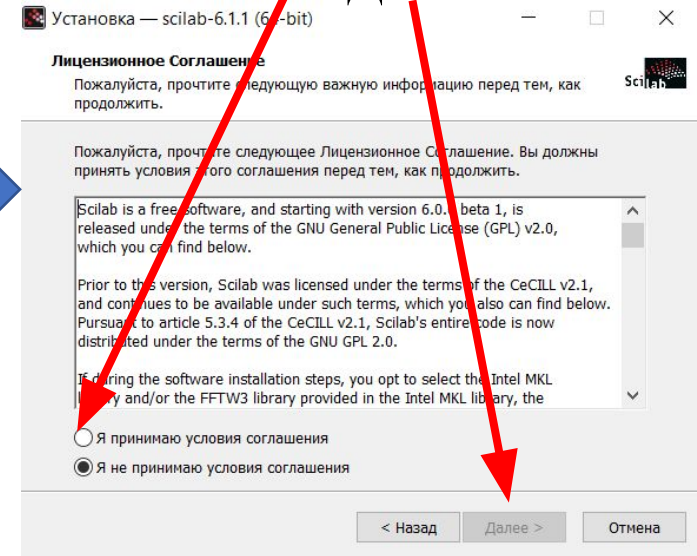 Установка — scilab-6.1.1 (64-bit)
Лицензионное Соглашение
Пожалуйста, прочтите следующую важную информацию перед тем, как
продолжить.
Scilab
Пожалуйста, прочтите следующее Лицензионное Соглашение. Вы должны
принять условия этого соглашения перед тем, как продолжить.
Scilab is a free software, and starting with version 6.0.0 beta 1, is
released under the terms of the GNU General Public License (GPL) v2.0,
which you can find below.
Prior to this version, Scilab was licensed under the terms of the CeCILL v2.1,
and continues to be available under such terms, which you also can find below.
Pursuant to article 5.3.4 of the CeCILL v2.1, Scilab's entire code is now
distributed under the terms of the GNU GPL 2.0.
If during the software installation steps, you opt to select the Intel MKL
library and/or the FFTW3 library provided in the Intel MKL library, the
Я принимаю условия соглашения
Я не принимаю условия соглашения
< Назад
Далее >
Отмена